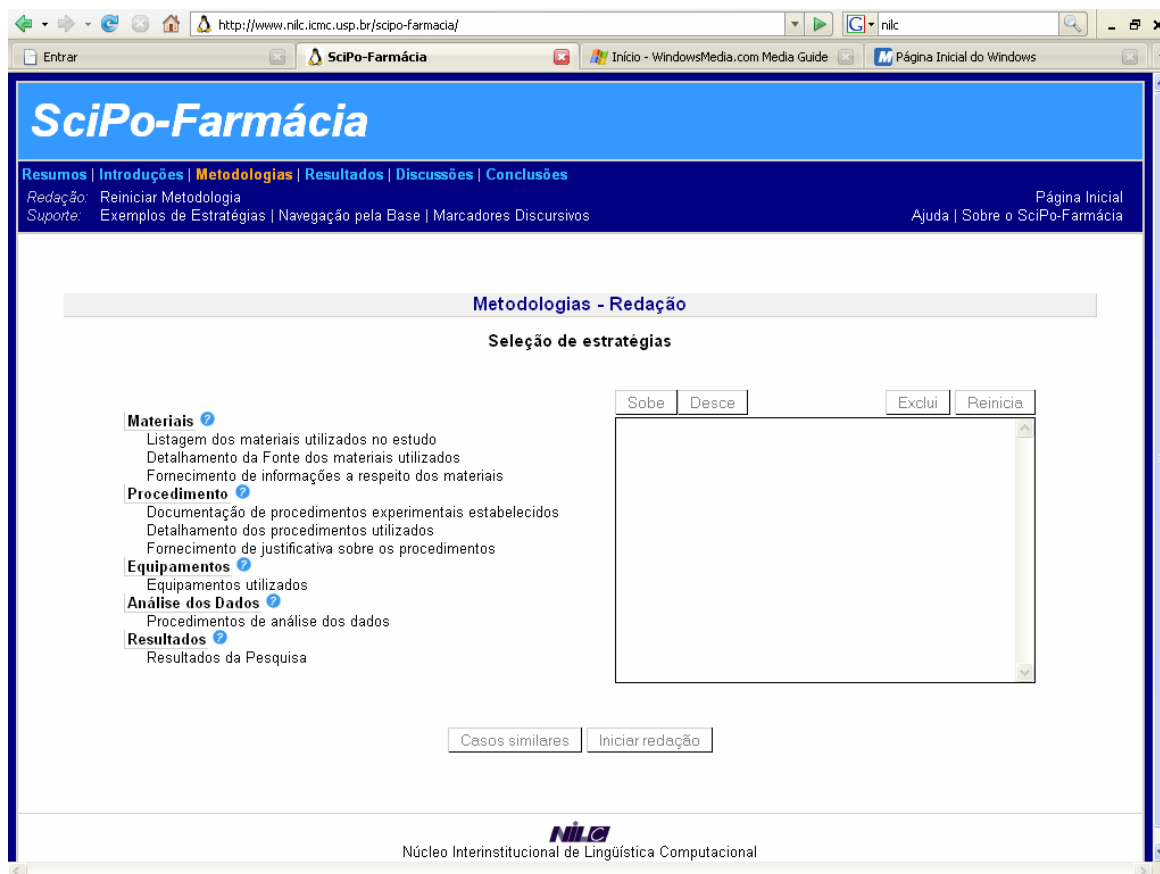 http://www.nilc.icmc.usp.br/scipo-farmacia/ G nilc
Entrar SciPo-Farmácia Início - WindowsMedia.com Media Guide Página Inicial do Windows
SciPo-Farmácia
Resumos | Introduções | Metodologias | Resultados | Discussões | Conclusões
Redação: Reiniciar Metodologia Página Inicial
Suporte: Exemplos de Estratégias | Navegação pela Base | Marcadores Discursivos Ajuda | Sobre o SciPo-Farmácia
Metodologias - Redação
Seleção de estratégias
Sobe Desce Exclui Reinicia
Materiais ?
Listagem dos materiais utilizados no estudo
Detalhamento da Fonte dos materiais utilizados
Fornecimento de informações a respeito dos materiais
Procedimento ?
Documentação de procedimentos experimentais estabelecidos
Detalhamento dos procedimentos utilizados
Fornecimento de justificativa sobre os procedimentos
Equipamentos ?
Equipamentos utilizados
Análise dos Dados ?
Procedimentos de análise dos dados
Resultados ?
Resultados da Pesquisa
Casos similares Iniciar redação
NILC
Núcleo Interinstitucional de Lingüística Computacional